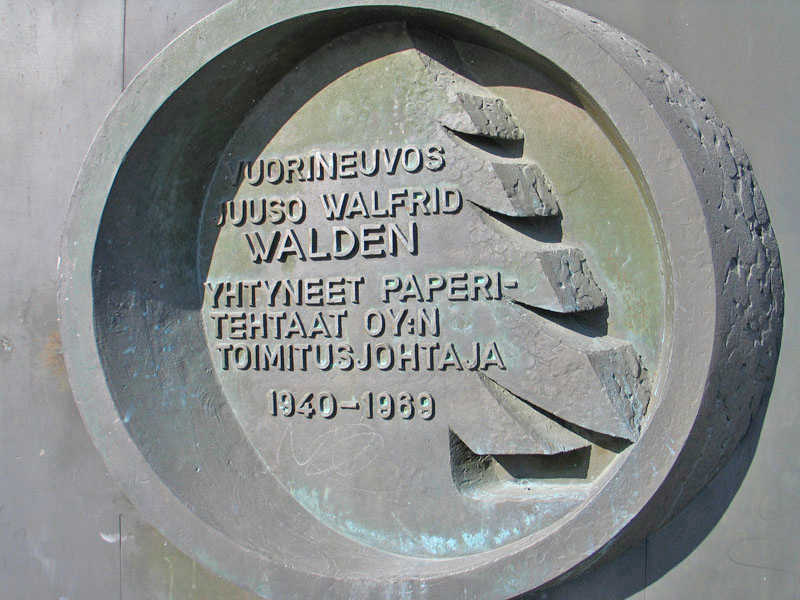 VUORINEUVOS
JUUSO WALFRID
WALDEN
YHTYNEET PAPERI-
TEHTAAT OY:N
TOIMITUSJOHTAJA
1940-1969